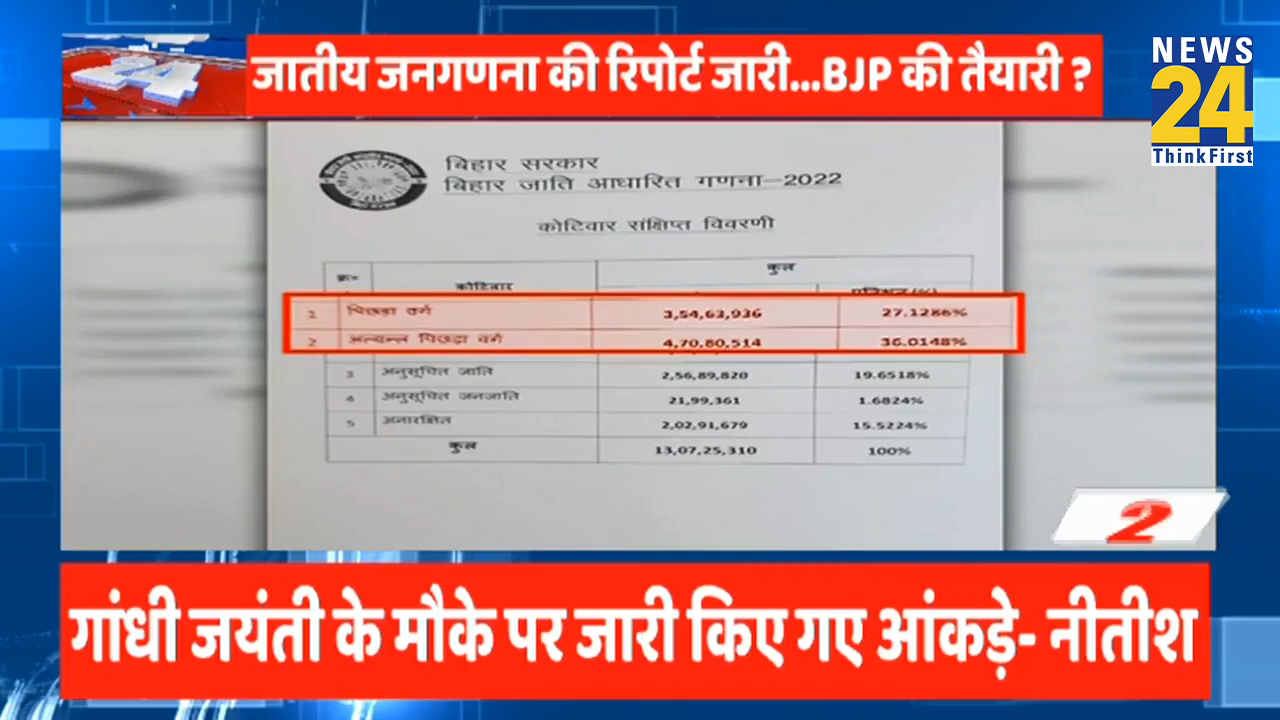 जातीय जनगणना की रिपोर्ट जारी...BJP की तैयारी ?
NEWS
24
ThinkFirst
24
बिहार सरकार
बिहार जाति आधारित गणना-2022
कोटिवार संक्षिप्त विवरणी
क्र० कोटिवार कुल
1 पिछड़ा वर्ग 3,54,63,936 27.1286%
2 अत्यन्त पिछड़ा वर्ग 4,70,80,514 36.0148%
3 अनुसूचित जाति 2,56,89,820 19.6518%
4 अनुसूचित जनजाति 21,99,361 1.6824%
5 अनारक्षित 2,02,91,679 15.5224%
कुल 13,07,25,310 100%
2
गांधी जयंती के मौके पर जारी किए गए आंकड़े- नीतीश